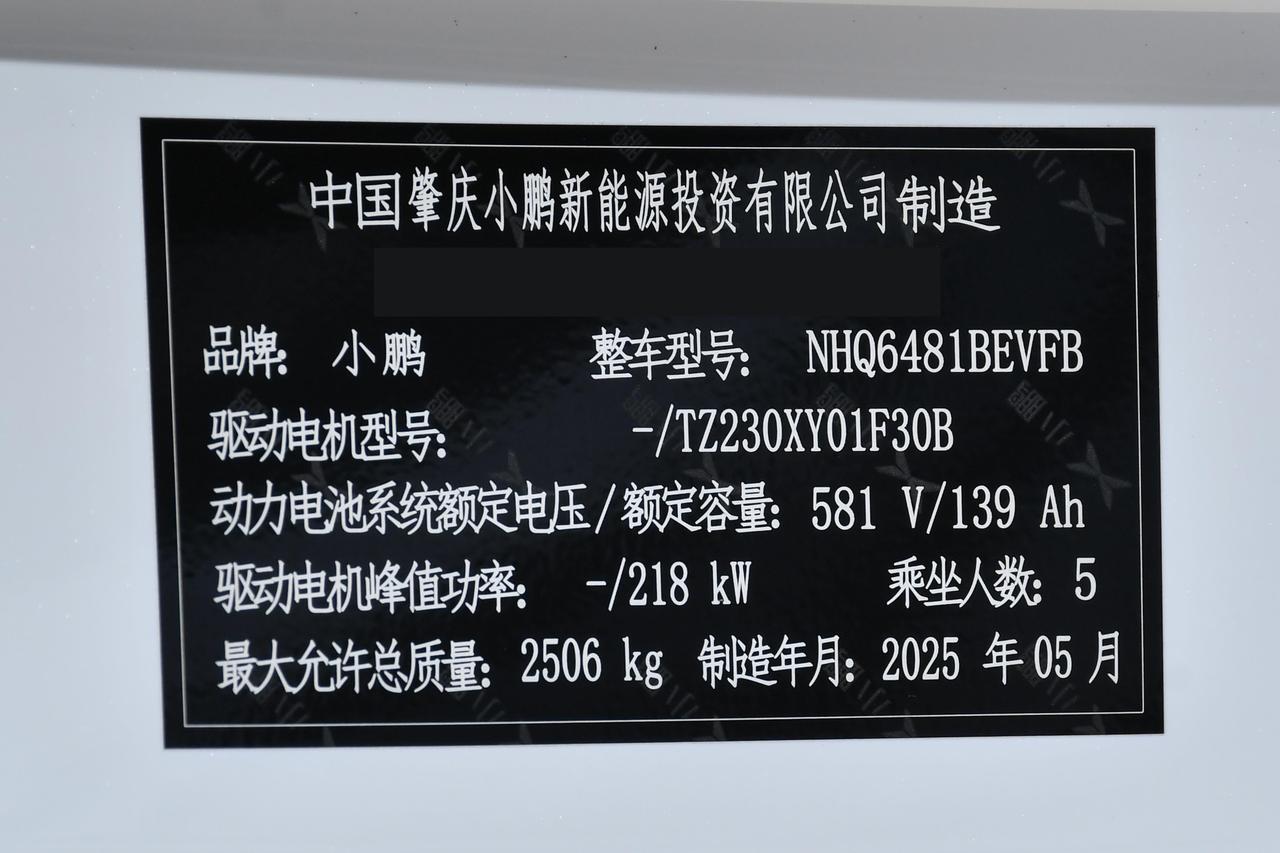 中国肇庆小鹏新能源投资有限公司制造
品牌: 小鹏 整车型号: NHQ6481BEVFB
驱动电机型号: -/TZ230XY01F30B
动力电池系统额定电压/额定容量: 581 V/139 Ah
驱动电机峰值功率: -/218 kW 乘坐人数: 5
最大允许总质量: 2506 kg 制造年月: 2025 年 05 月